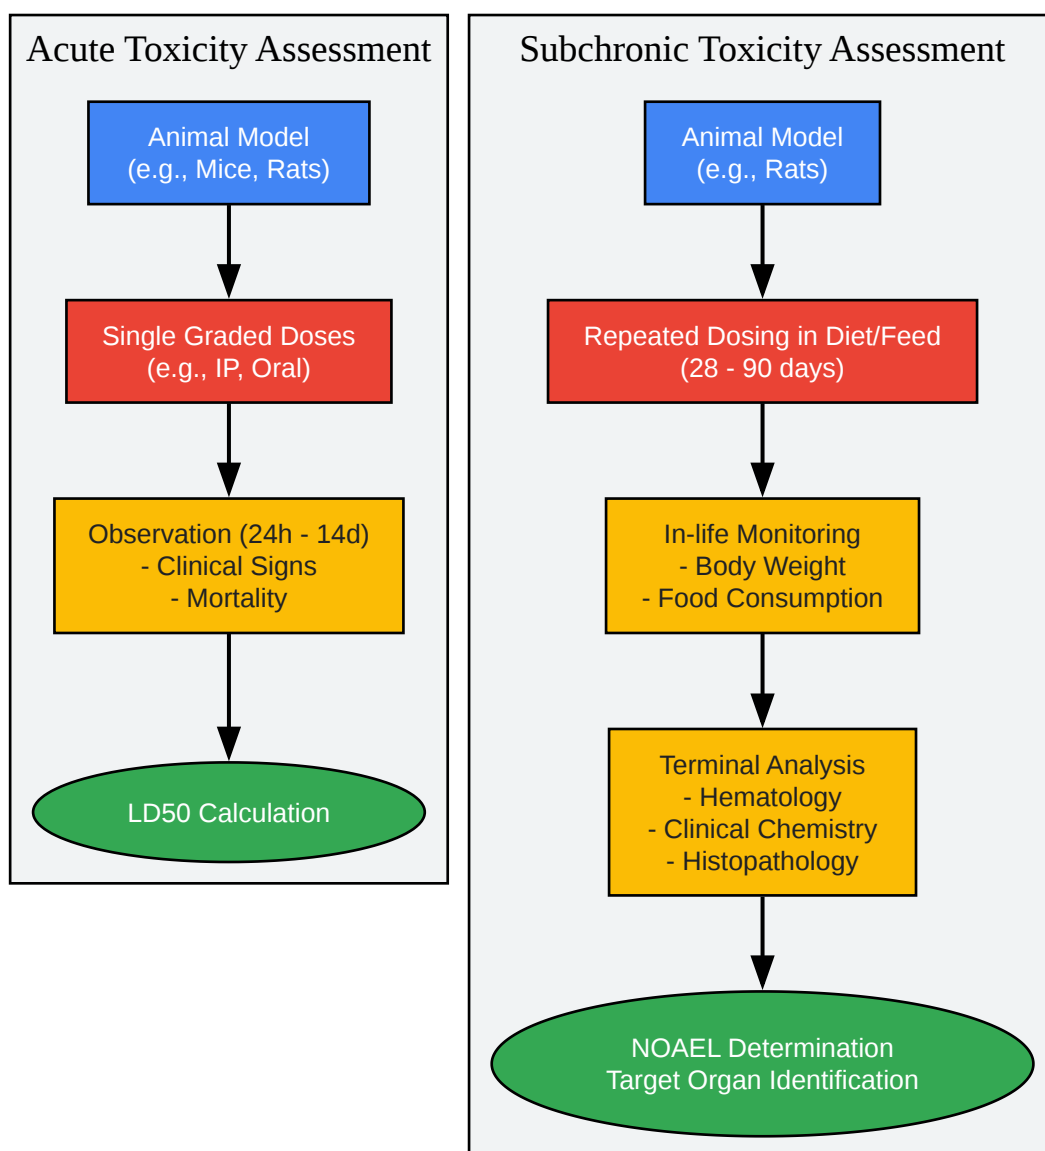 Acute Toxicity Assessment
Animal Model
(e.g., Mice, Rats)
Single Graded Doses
(e.g., IP, Oral)
Observation (24h - 14d)
- Clinical Signs
- Mortality
LD50 Calculation
Subchronic Toxicity Assessment
Animal Model
(e.g., Rats)
Repeated Dosing in Diet/Feed
(28 - 90 days)
In-life Monitoring
- Body Weight
- Food Consumption
Terminal Analysis
- Hematology
- Clinical Chemistry
- Histopathology
NOAEL Determination
Target Organ Identification